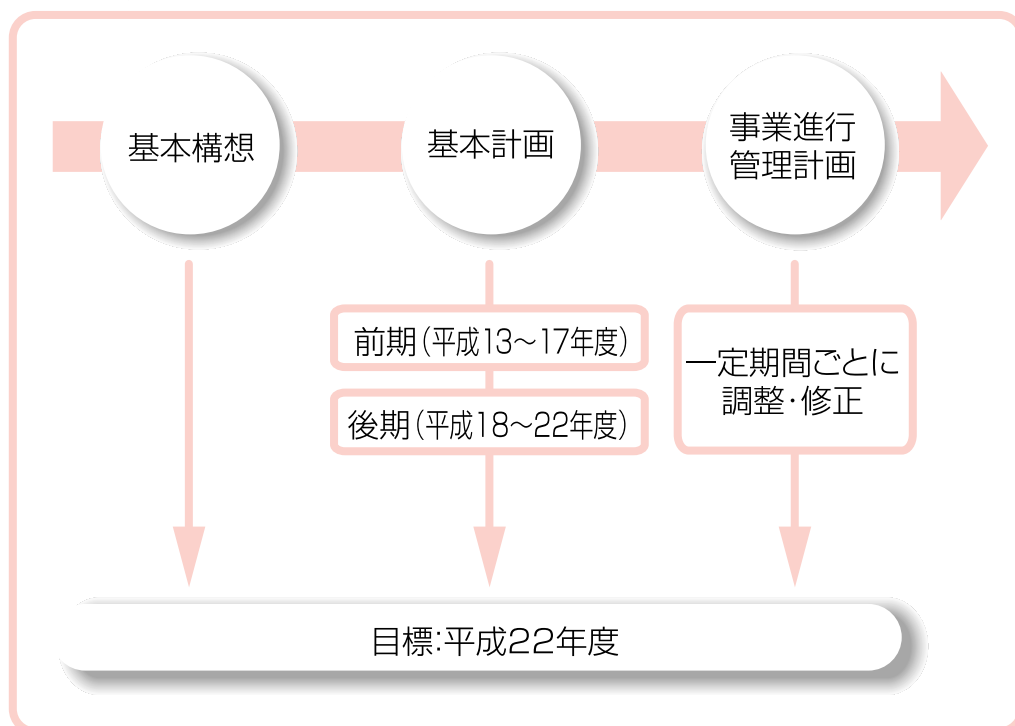 基本構想
基本計画
事業進行
管理計画
前期(平成13〜17年度)
後期(平成18〜22年度)
一定期間ごとに
調整・修正
目標:平成22年度